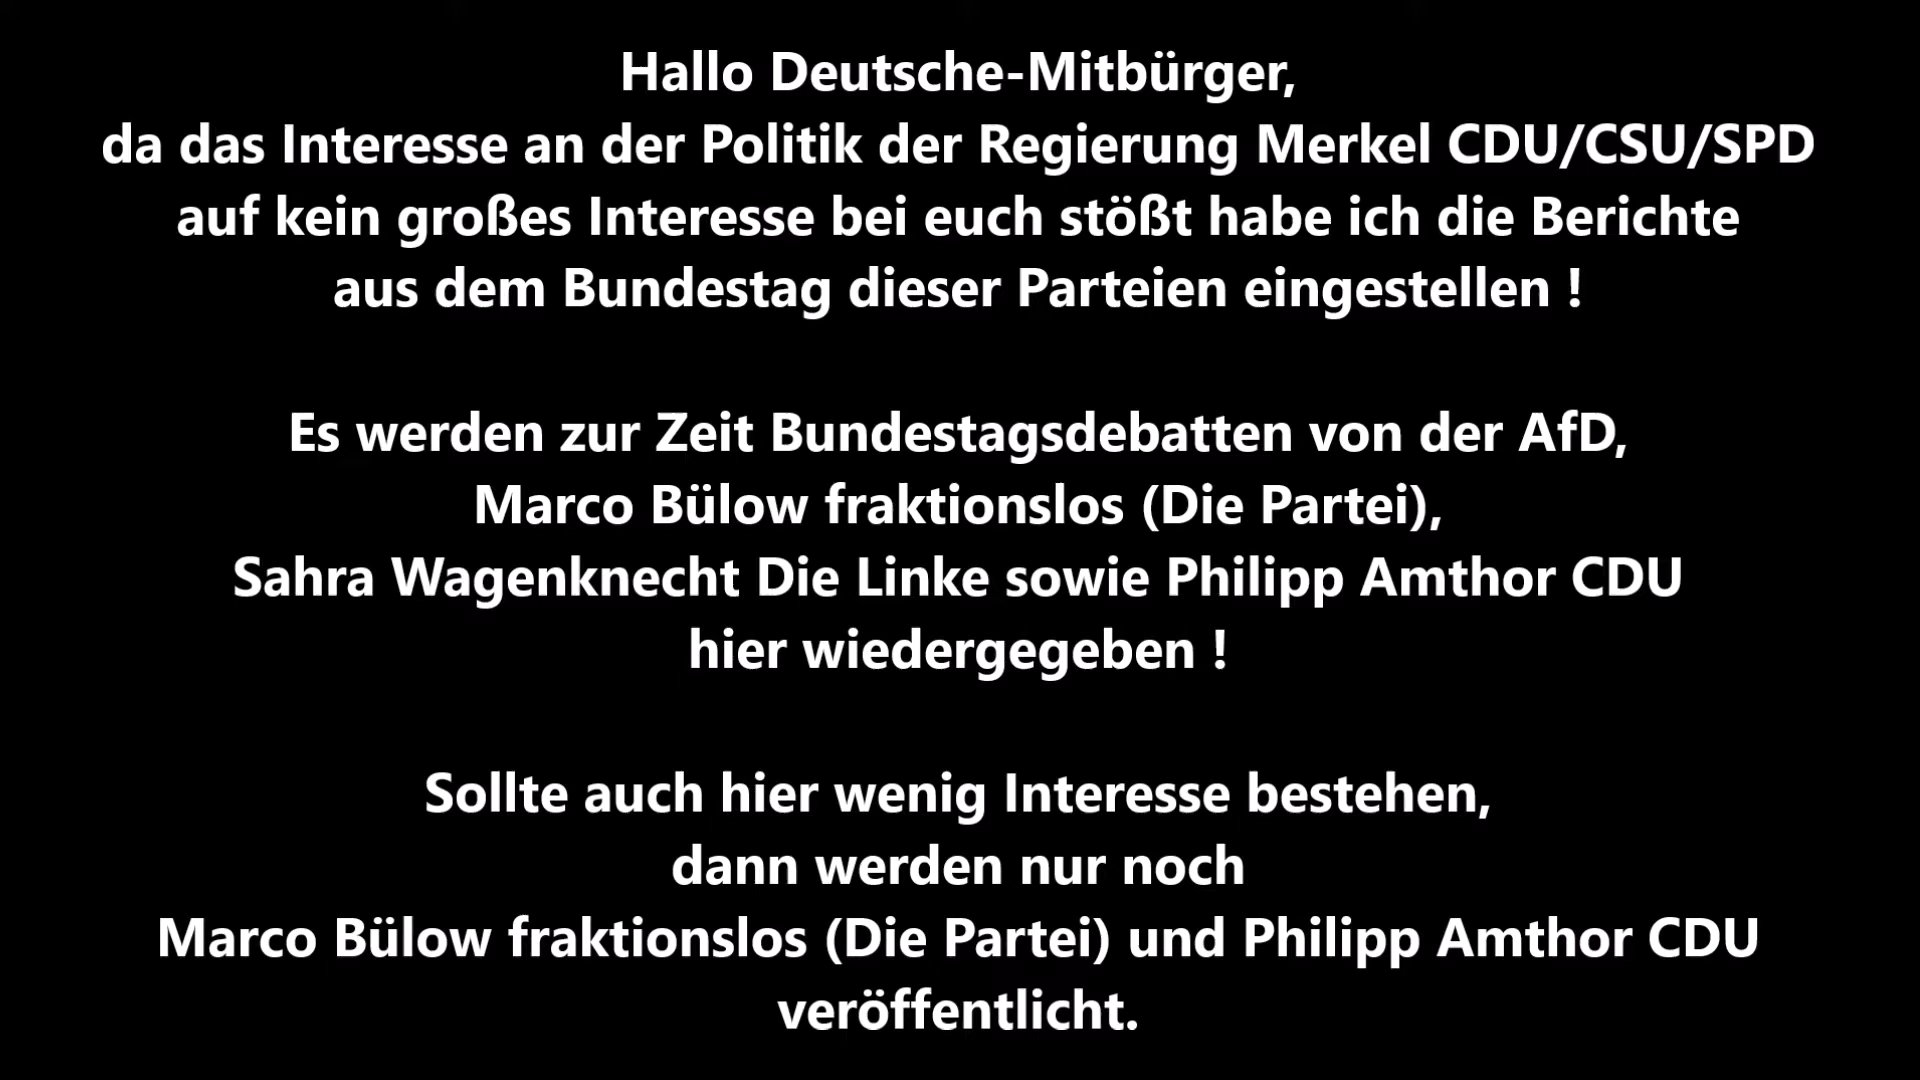 Hallo Deutsche-Mitbürger,
da das Interesse an der Politik der Regierung Merkel CDU/CSU/SPD
auf kein großes Interesse bei euch stößt habe ich die Berichte
aus dem Bundestag dieser Parteien eingestellen !
Es werden zur Zeit Bundestagsdebatten von der AfD,
Marco Bülow fraktionslos (Die Partei),
Sahra Wagenknecht Die Linke sowie Philipp Amthor CDU
hier wiedergegeben !
Sollte auch hier wenig Interesse bestehen,
dann werden nur noch
Marco Bülow fraktionslos (Die Partei) und Philipp Amthor CDU
veröffentlicht.